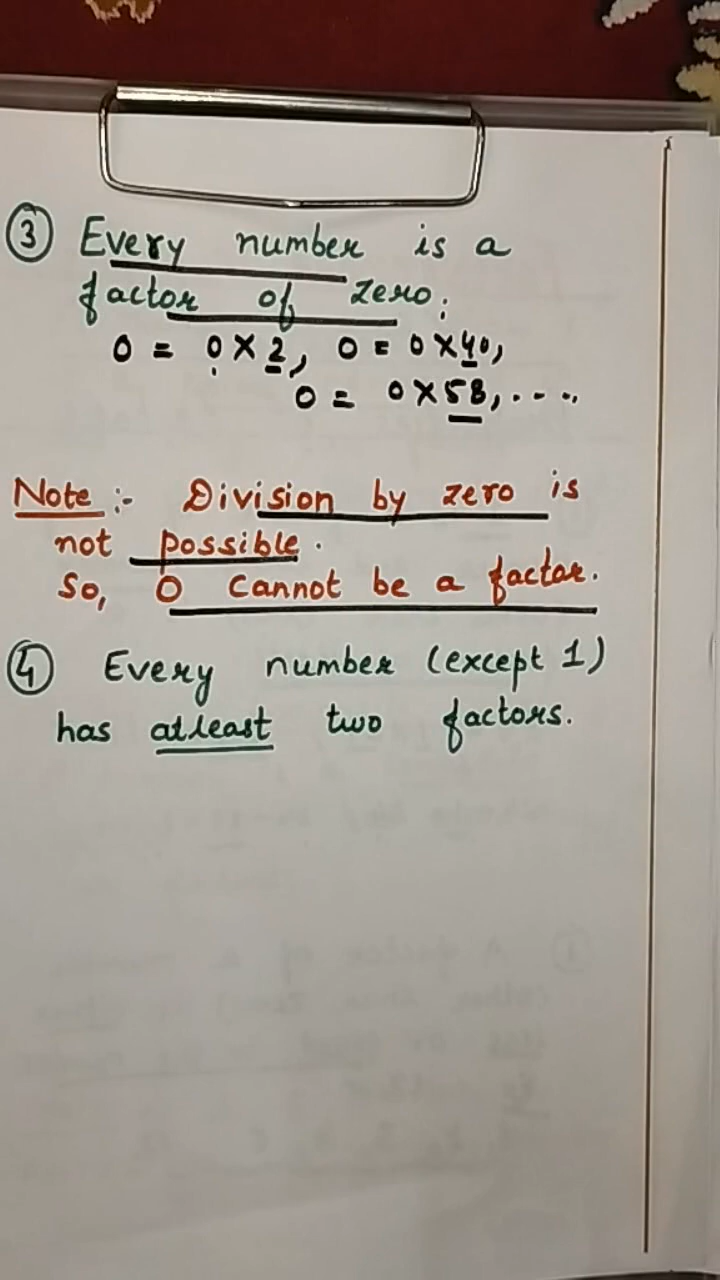 ③ Every number is a
factor of zero.
0 = 0 × 2, 0 = 0 × 40,
0 = 0 × 58, ....
Note :- Division by zero is
not possible.
So, 0 cannot be a factor.
④ Every number (except 1)
has atleast two factors.